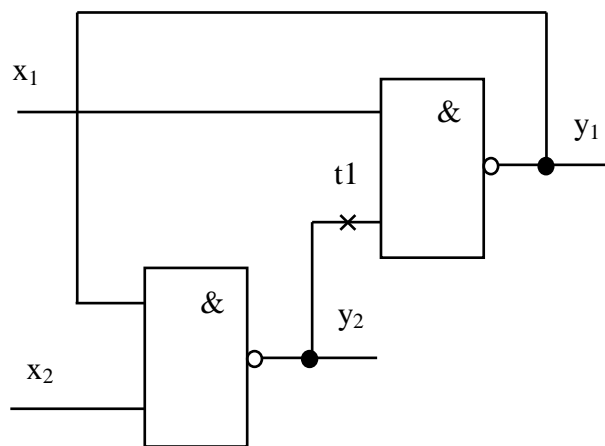 x₁
&
y₁
t1
&
y₂
x₂